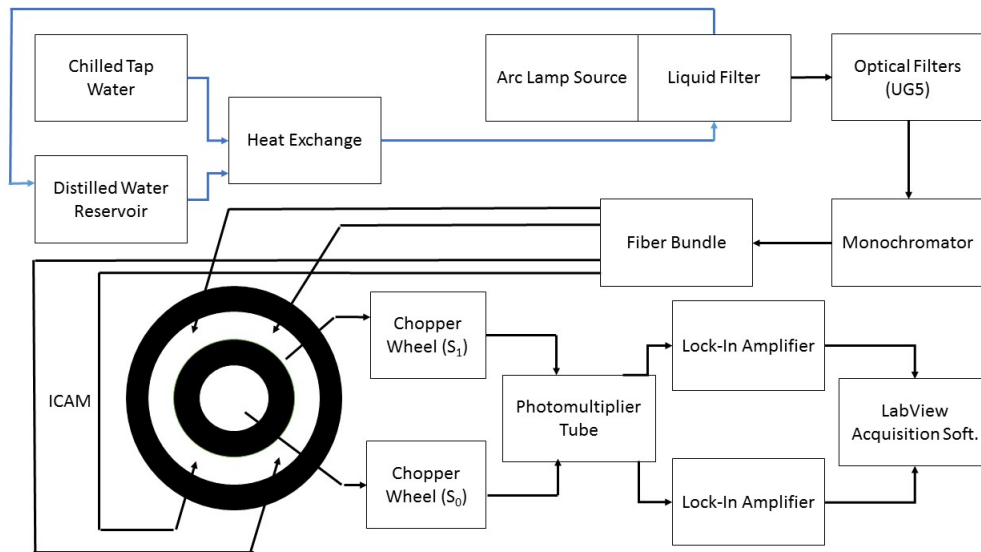 Chilled Tap
Water
Arc Lamp Source
Liquid Filter
Optical Filters
(UG5)
Heat Exchange
Distilled Water
Reservoir
Fiber Bundle
Monochromator
Chopper
Wheel (S₁)
Lock-In Amplifier
ICAM
Photomultiplier
Tube
LabView
Acquisition Soft.
Chopper
Wheel (S₀)
Lock-In Amplifier